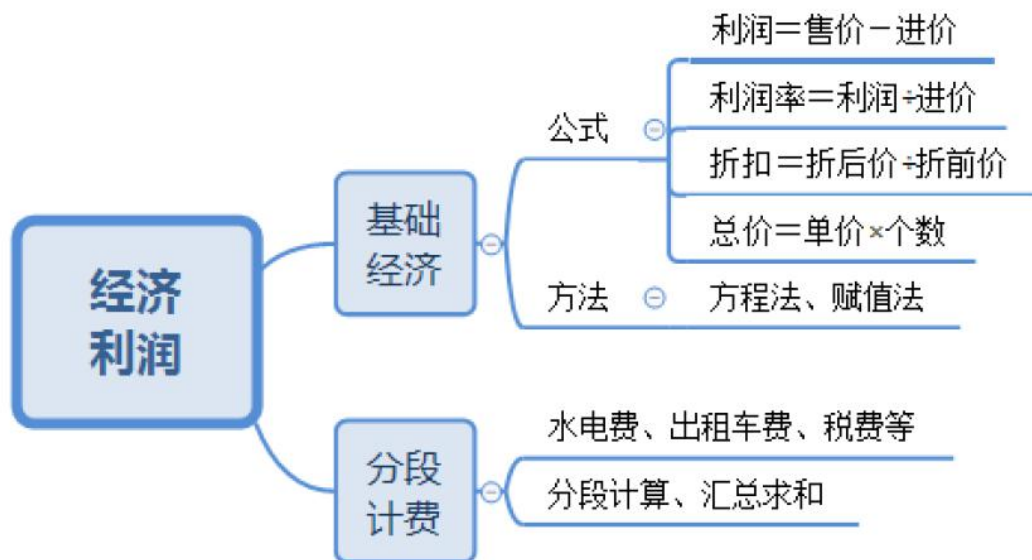 经济
利润
基础
经济
公式
利润＝售价－进价
利润率＝利润÷进价
折扣＝折后价÷折前价
总价＝单价×个数
方法
方程法、赋值法
分段
计费
水电费、出租车费、税费等
分段计算、汇总求和